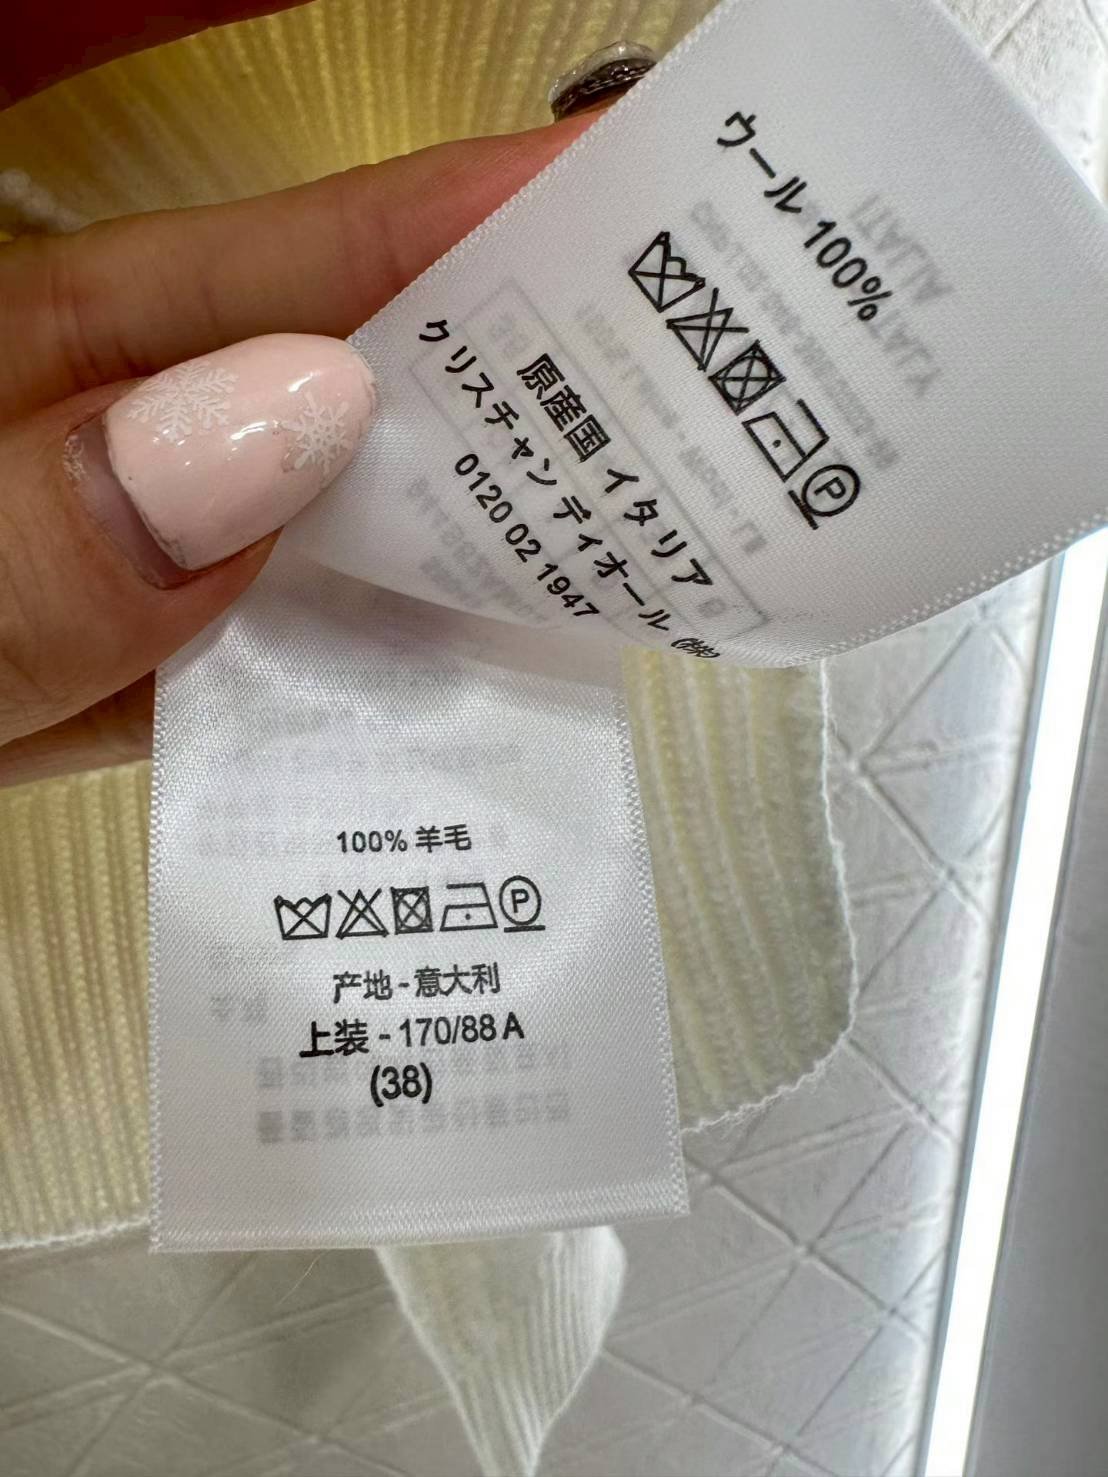 ウール 100%
原産国 イタリア
クリスチャン ディオール ㈱
0120 02 1947
100% 羊毛
P
产地 - 意大利
上装 - 170/88 A
(38)